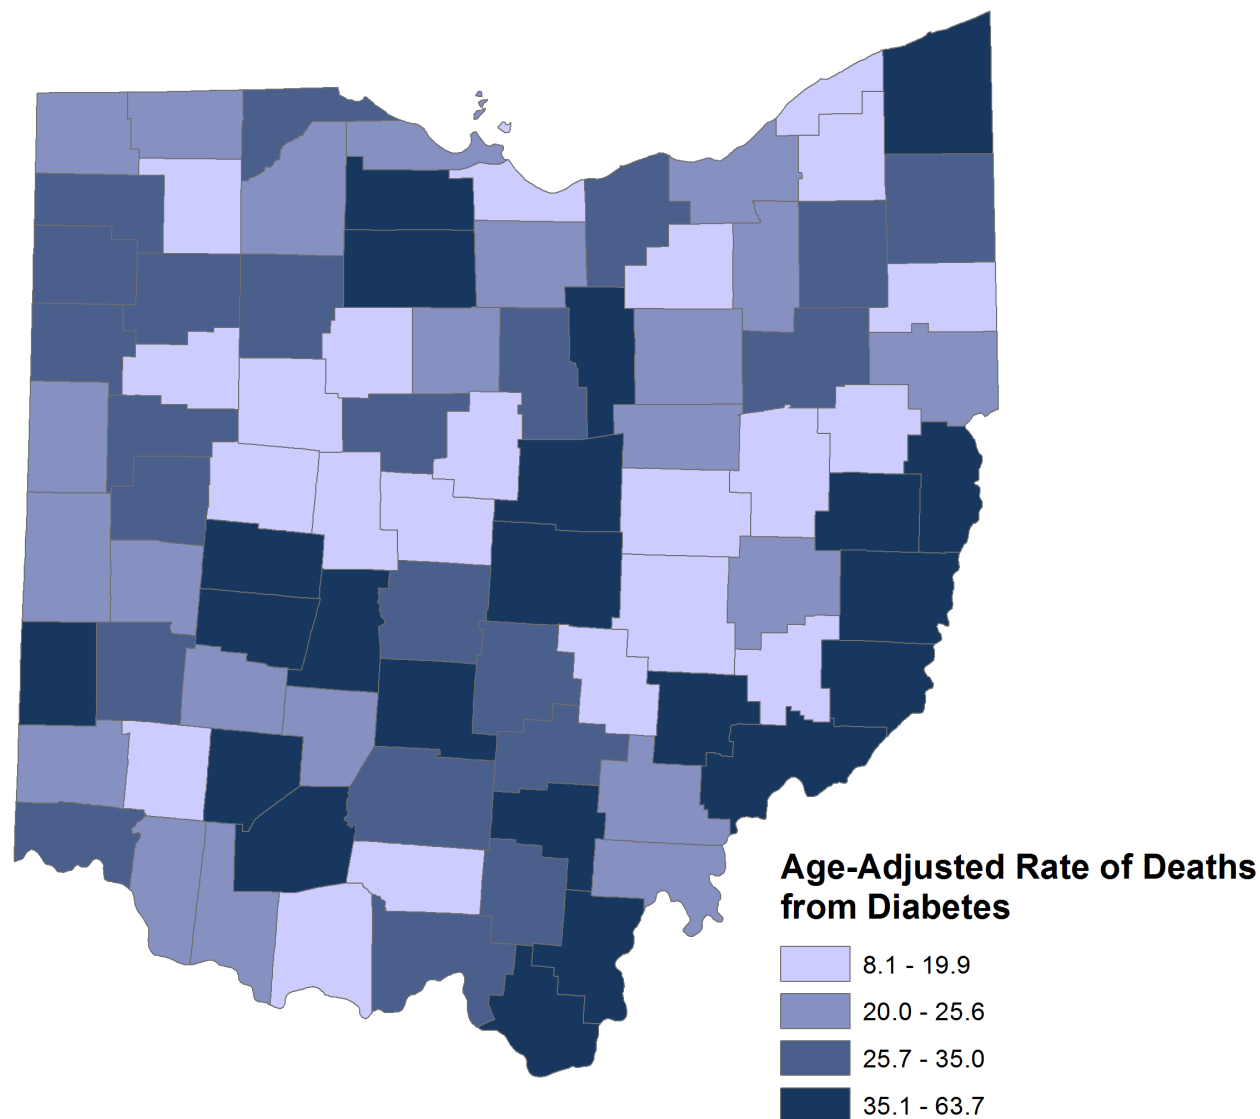 Age-Adjusted Rate of Deaths
from Diabetes
8.1 - 19.9
20.0 - 25.6
25.7 - 35.0
35.1 - 63.7